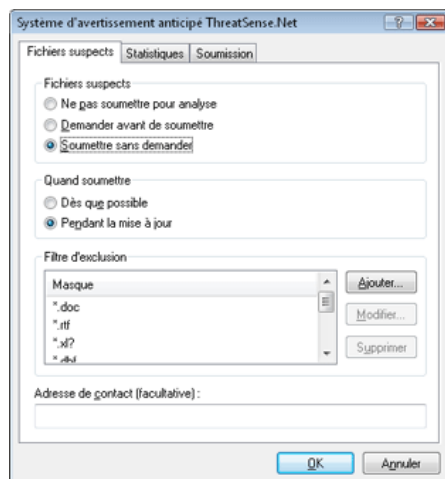 Système d'avertissement anticipé ThreatSense.Net
Fichiers suspects Statistiques Soumission
Fichiers suspects
Ne pas soumettre pour analyse
Demander avant de soumettre
Soumettre sans demander
Quand soumettre
Dès que possible
Pendant la mise à jour
Filtre d'exclusion
Masque
*.doc
*.rtf
*.xl?
*.dbf
Ajouter...
Modifier...
Supprimer
Adresse de contact (facultative) :
OK Annuler